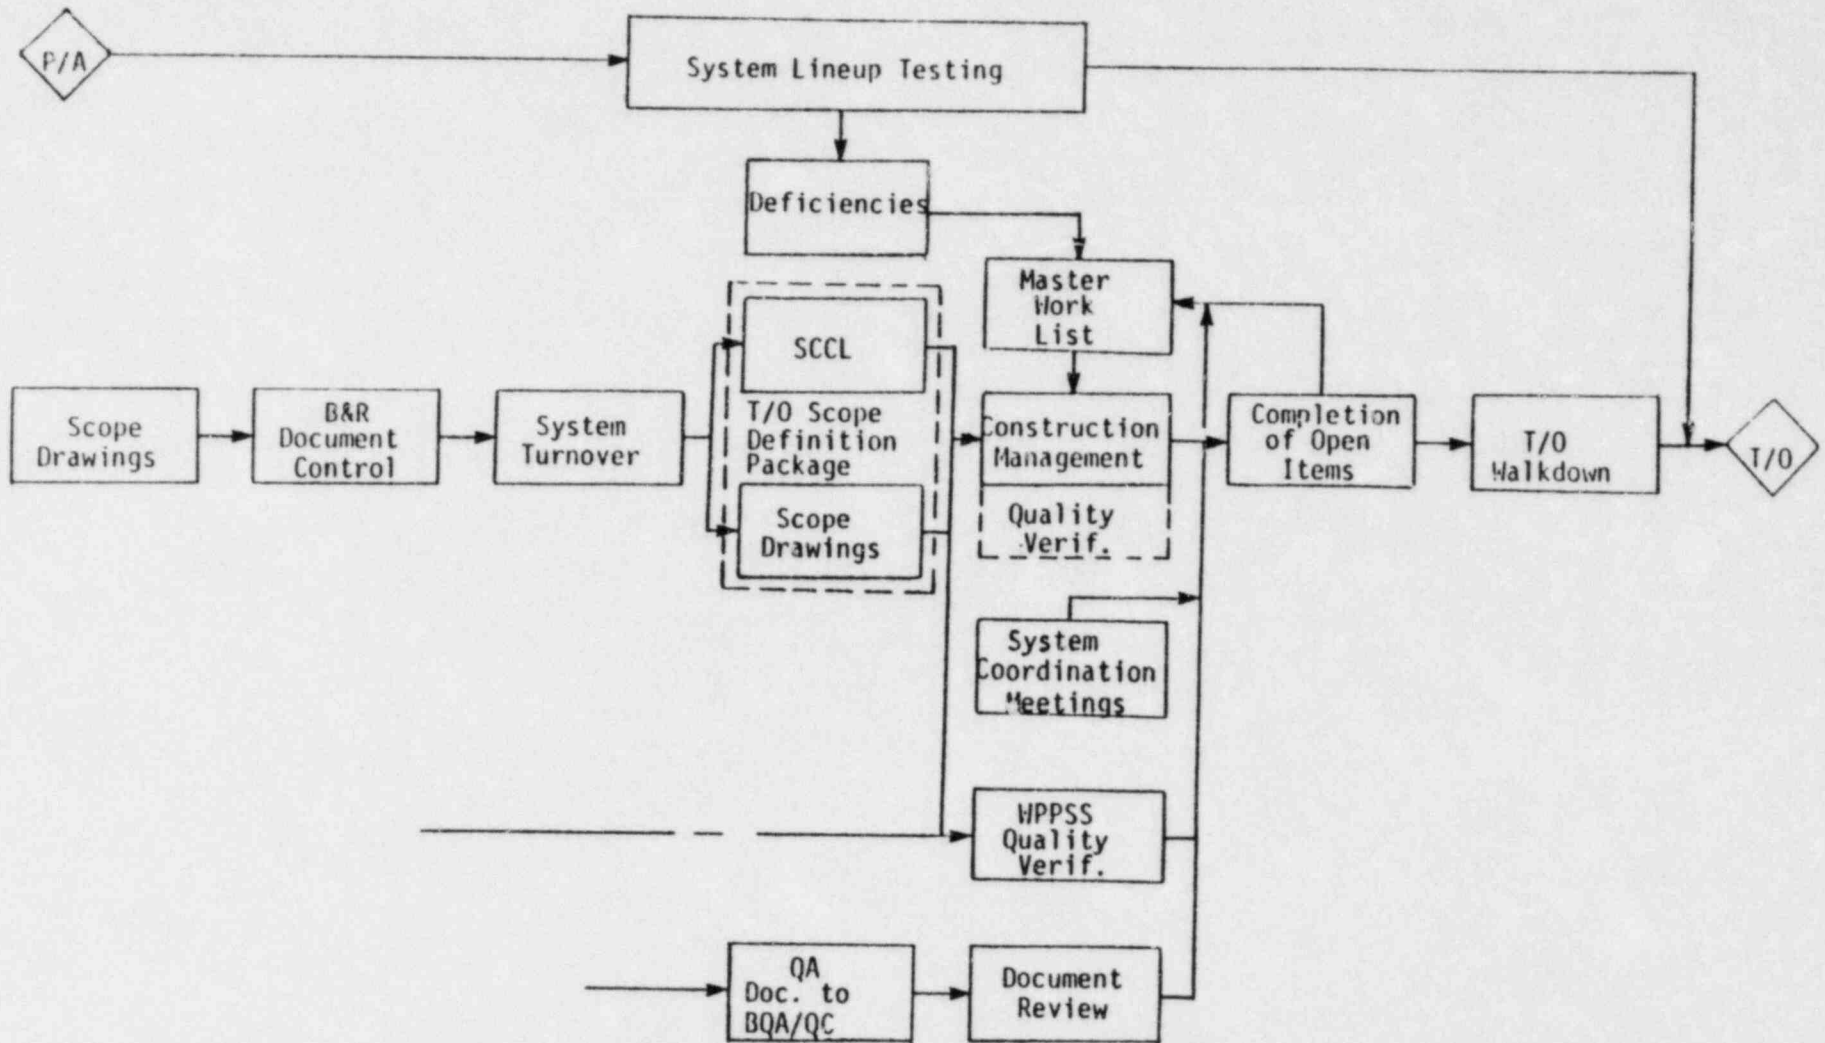 P/A
System Lineup Testing
Deficiencies
Master
Work
List
SCCL
Scope
Drawings
B&R
Document
Control
System
Turnover
T/O Scope
Definition
Package
Construction
Management
Completion
of Open
Items
T/O
Walkdown
T/O
Scope
Drawings
Quality
Verif.
System
Coordination
Meetings
WPPSS
Quality
Verif.
QA
Doc. to
BQA/QC
Document
Review